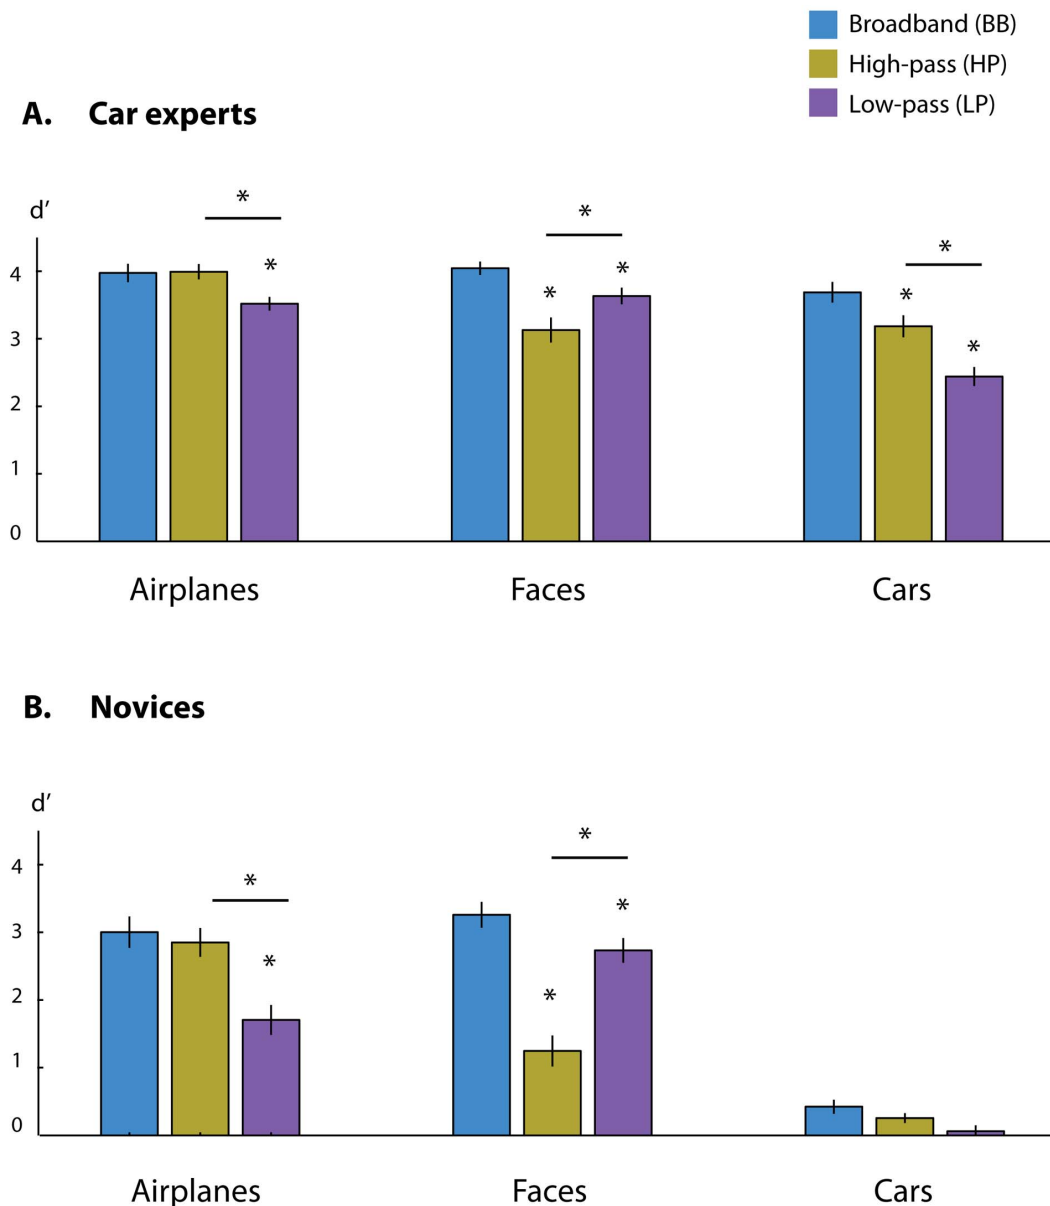 Broadband (BB)
High-pass (HP)
Low-pass (LP)
A. Car experts
d’
*
*
*
*
*
*
*
*
*
4
3
2
1
0
Airplanes Faces Cars
B. Novices
d’
*
*
*
*
*
4
3
2
1
0
Airplanes Faces Cars